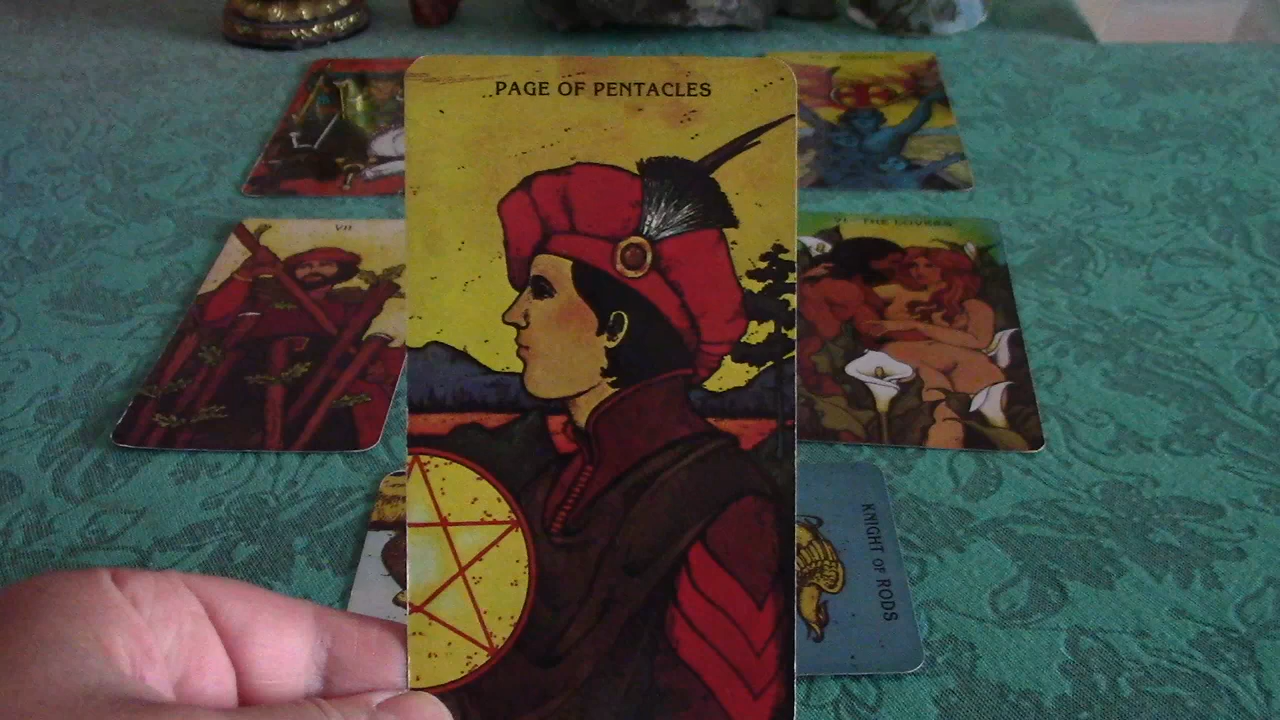 PAGE OF PENTACLES
VII
VI THE LOVERS
KNIGHT OF RODS